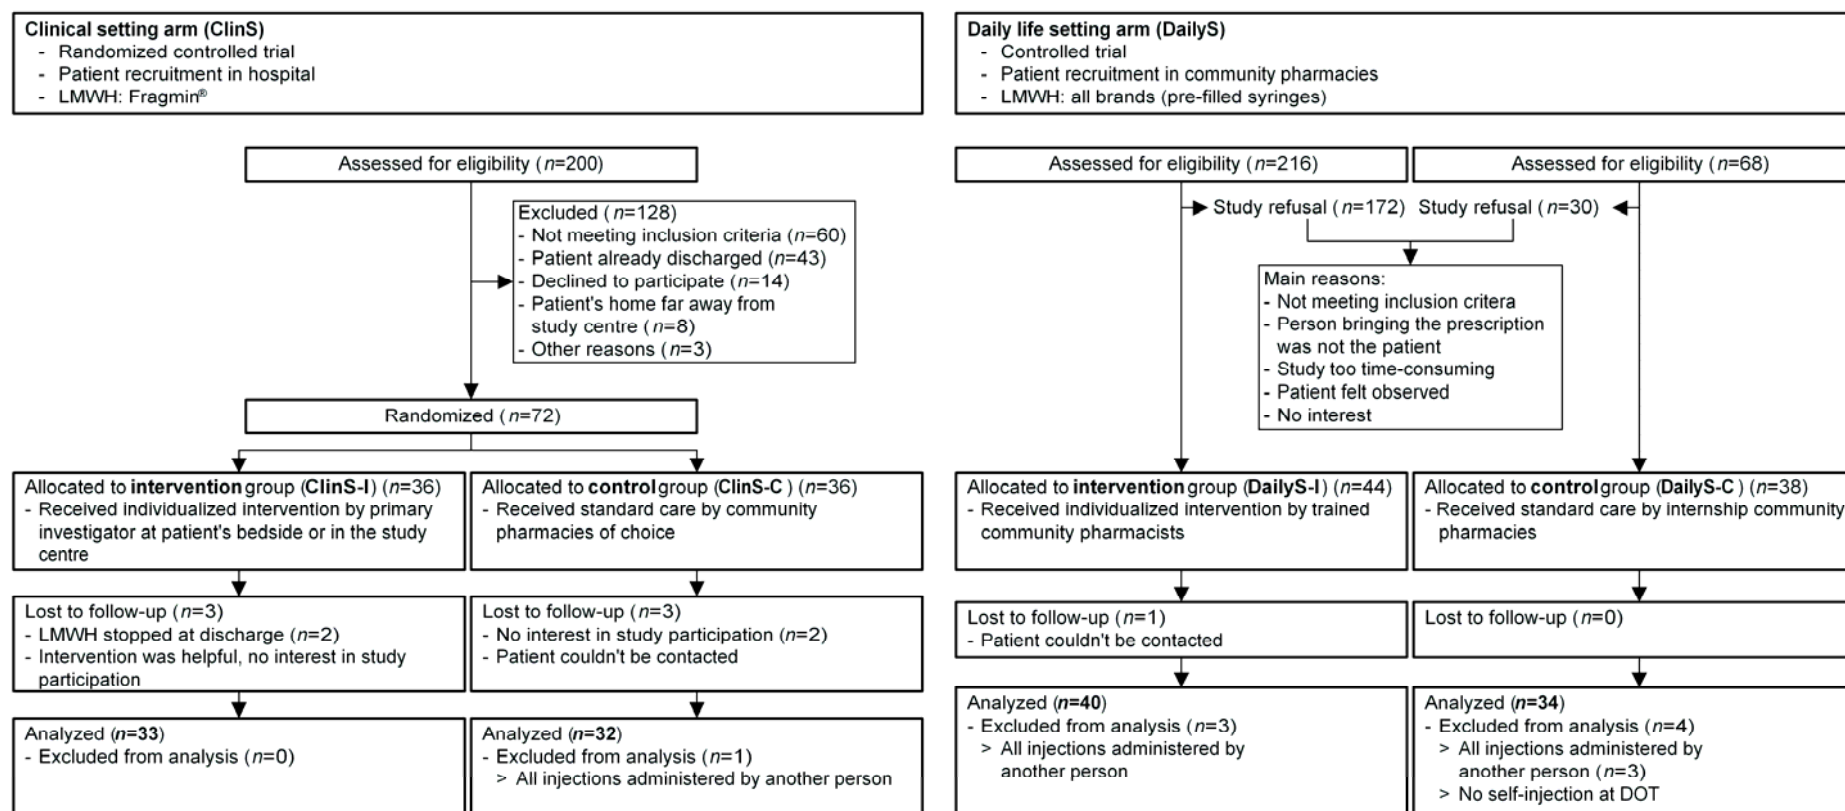 Clinical setting arm (ClinS)
- Randomized controlled trial
- Patient recruitment in hospital
- LMWH: Fragmin®
Daily life setting arm (DailyS)
- Controlled trial
- Patient recruitment in community pharmacies
- LMWH: all brands (pre-filled syringes)
Assessed for eligibility (n=200)
Excluded (n=128)
- Not meeting inclusion criteria (n=60)
- Patient already discharged (n=43)
- Declined to participate (n=14)
- Patient's home far away from
study centre (n=8)
- Other reasons (n=3)
Randomized (n=72)
Allocated to intervention group (ClinS-I) (n=36)
- Received individualized intervention by primary
investigator at patient's bedside or in the study
centre
Allocated to control group (ClinS-C) (n=36)
- Received standard care by community
pharmacies of choice
Lost to follow-up (n=3)
- LMWH stopped at discharge (n=2)
- Intervention was helpful, no interest in study
participation
Lost to follow-up (n=3)
- No interest in study participation (n=2)
- Patient couldn't be contacted
Analyzed (n=33)
- Excluded from analysis (n=0)
Analyzed (n=32)
- Excluded from analysis (n=1)
> All injections administered by another person
Assessed for eligibility (n=216)
Assessed for eligibility (n=68)
Study refusal (n=172)
Study refusal (n=30)
Main reasons:
- Not meeting inclusion critera
- Person bringing the prescription
was not the patient
- Study too time-consuming
- Patient felt observed
- No interest
Allocated to intervention group (DailyS-I) (n=44)
- Received individualized intervention by trained
community pharmacists
Allocated to control group (DailyS-C) (n=38)
- Received standard care by internship community
pharmacies
Lost to follow-up (n=1)
- Patient couldn't be contacted
Lost to follow-up (n=0)
Analyzed (n=40)
- Excluded from analysis (n=3)
> All injections administered by
another person
Analyzed (n=34)
- Excluded from analysis (n=4)
> All injections administered by
another person (n=3)
> No self-injection at DOT